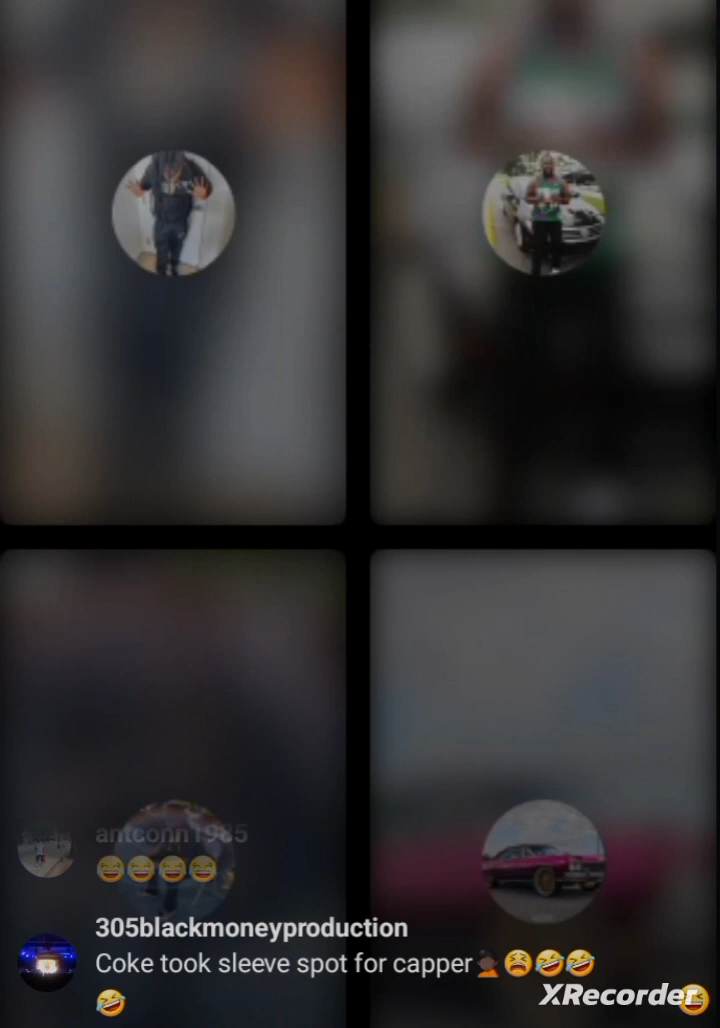 antconn1985
😂😂😂😂
305blackmoneyproduction
Coke took sleeve spot for capper🤦🏿😫🤣🤣
🤣
XRecorder